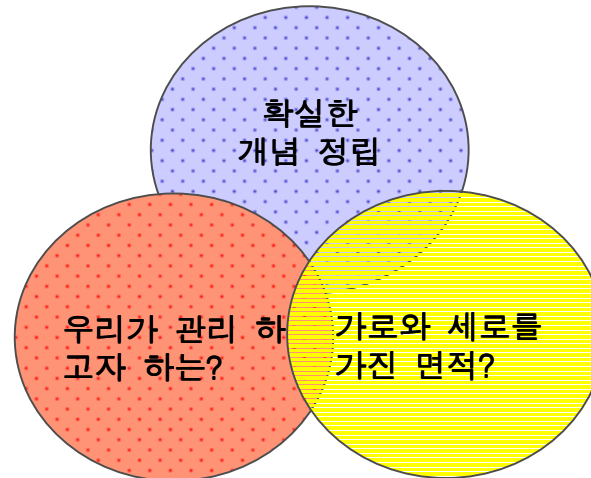 확실한
개념 정립
우리가 관리 하
고자 하는?
가로와 세로를
가진 면적?